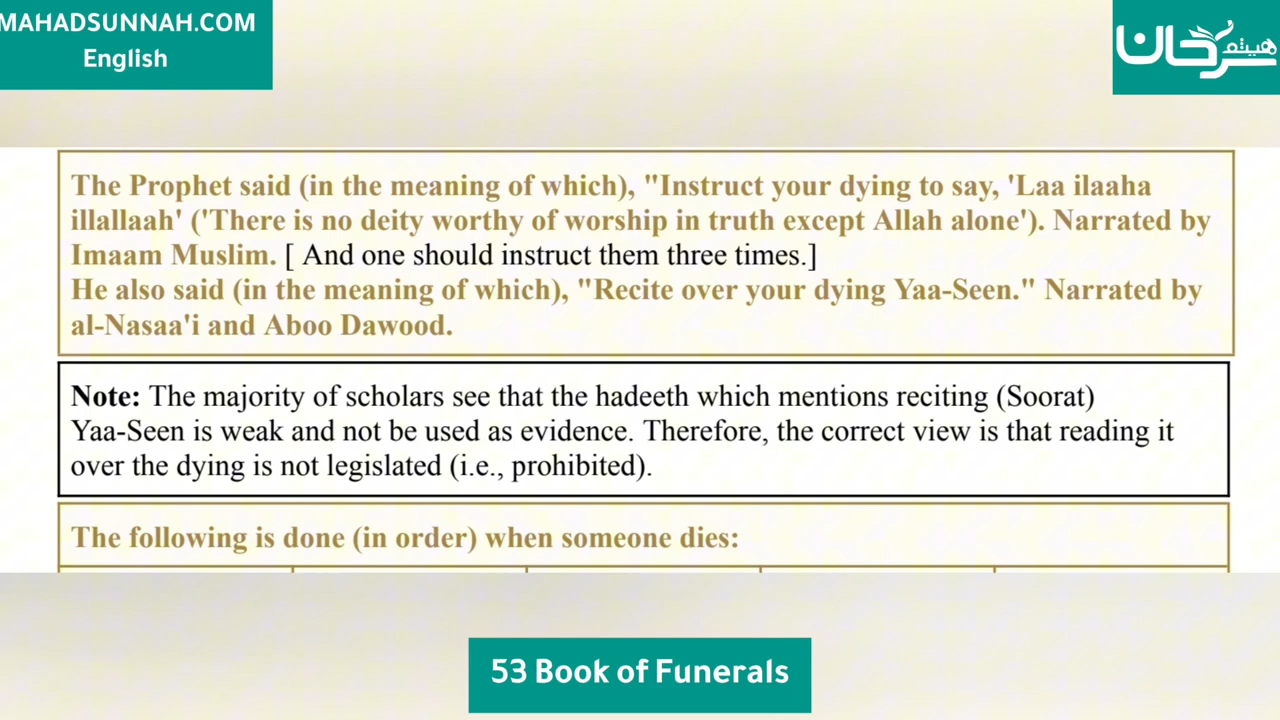 MAHADSUNNAH.COM
English
هيثم
سرحان
The Prophet said (in the meaning of which), "Instruct your dying to say, 'Laa ilaaha
illallaah' ('There is no deity worthy of worship in truth except Allah alone'). Narrated by
Imaam Muslim. [ And one should instruct them three times.]
He also said (in the meaning of which), "Recite over your dying Yaa-Seen." Narrated by
al-Nasaa'i and Aboo Dawood.
Note: The majority of scholars see that the hadeeth which mentions reciting (Soorat)
Yaa-Seen is weak and not be used as evidence. Therefore, the correct view is that reading it
over the dying is not legislated (i.e., prohibited).
The following is done (in order) when someone dies:
53 Book of Funerals